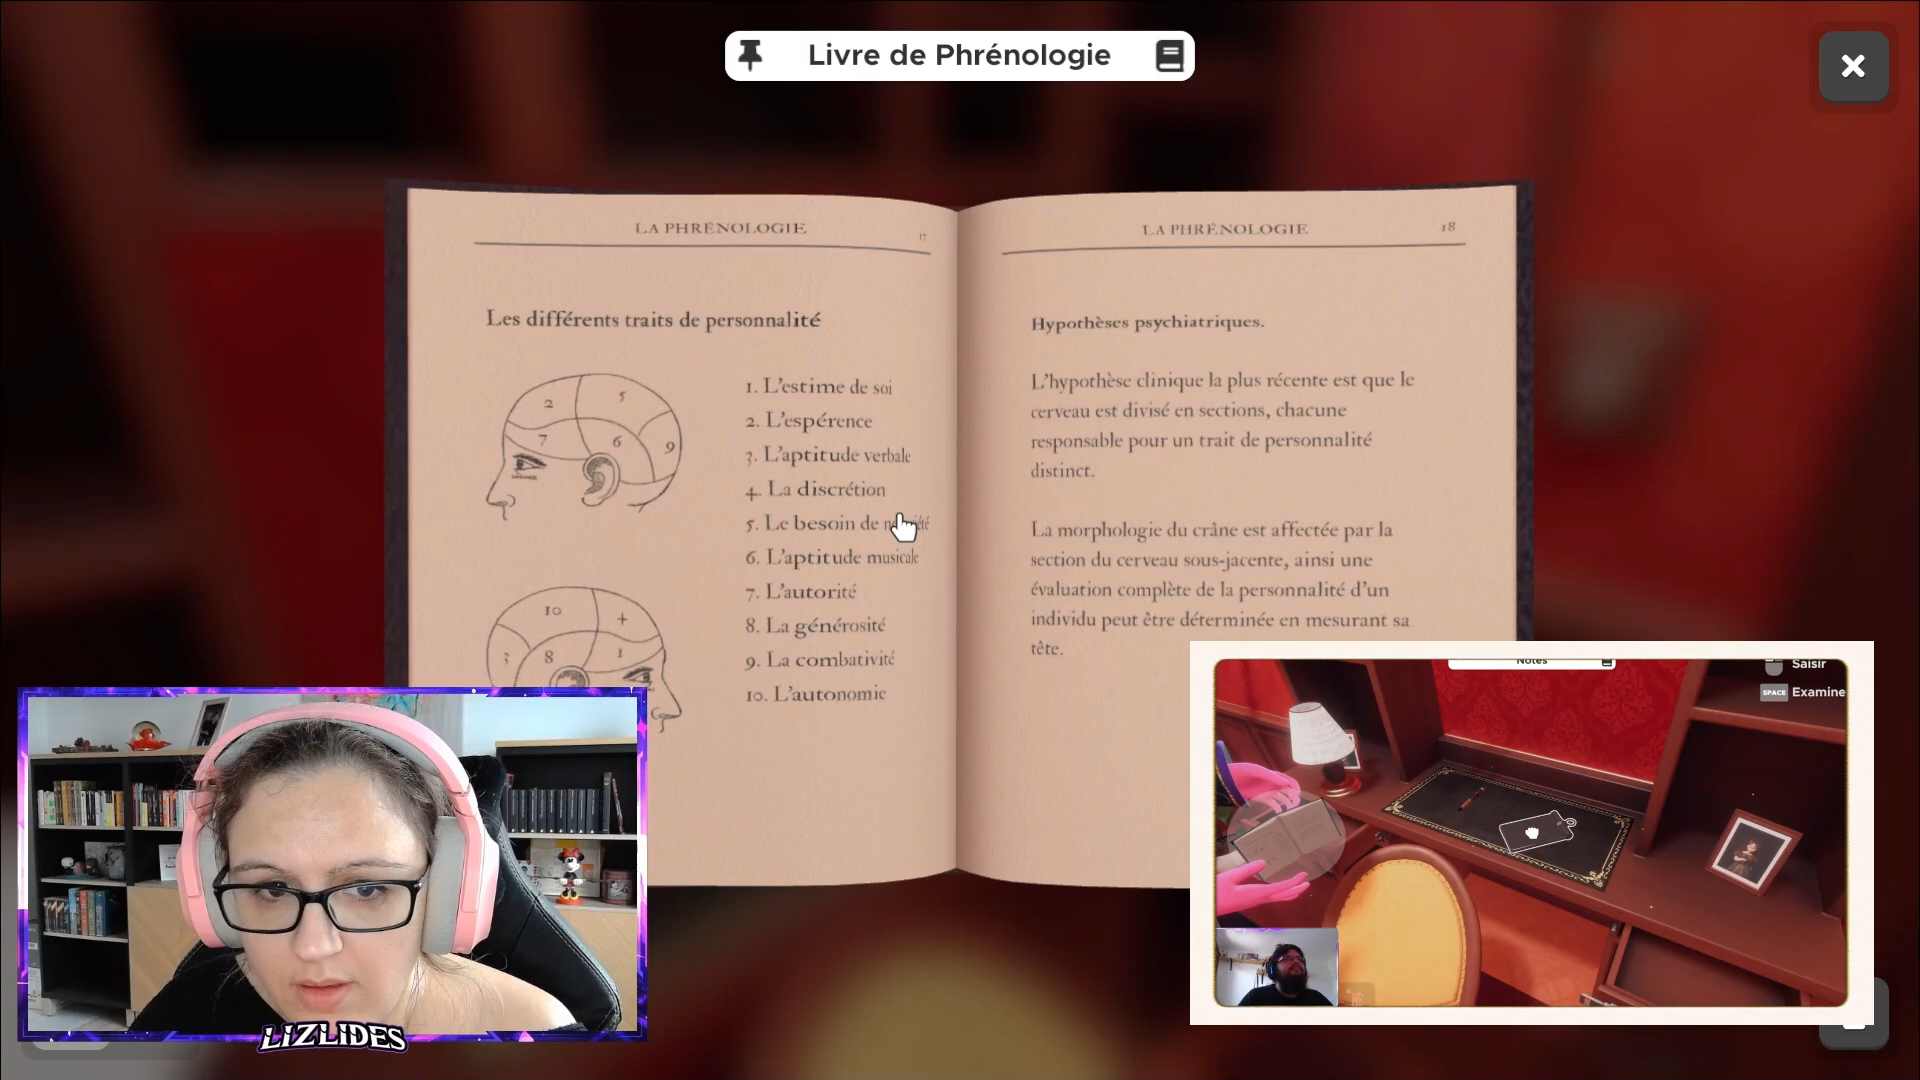 Livre de Phrénologie
LA PHRÉNOLOGIE
17
Les différents traits de personnalité
2
5
7
6
9
1. L'estime de soi
2. L'espérence
3. L'aptitude verbale
4. La discrétion
5. Le besoin de
6. L'aptitude musicale
7. L'autorité
8. La générosité
9. La combativité
10. L'autonomie
10
4
3
8
1
LA PHRÉNOLOGIE
18
Hypothèses psychiatriques.
L'hypothèse clinique la plus récente est que le
cerveau est divisé en sections, chacune
responsable pour un trait de personnalité
distinct.
La morphologie du crâne est affectée par la
section du cerveau sous-jacente, ainsi une
évaluation complète de la personnalité d'un
individu peut être déterminée en mesurant sa
tête.
Notes
Saisir
SPACE Examine
LIZLIDES